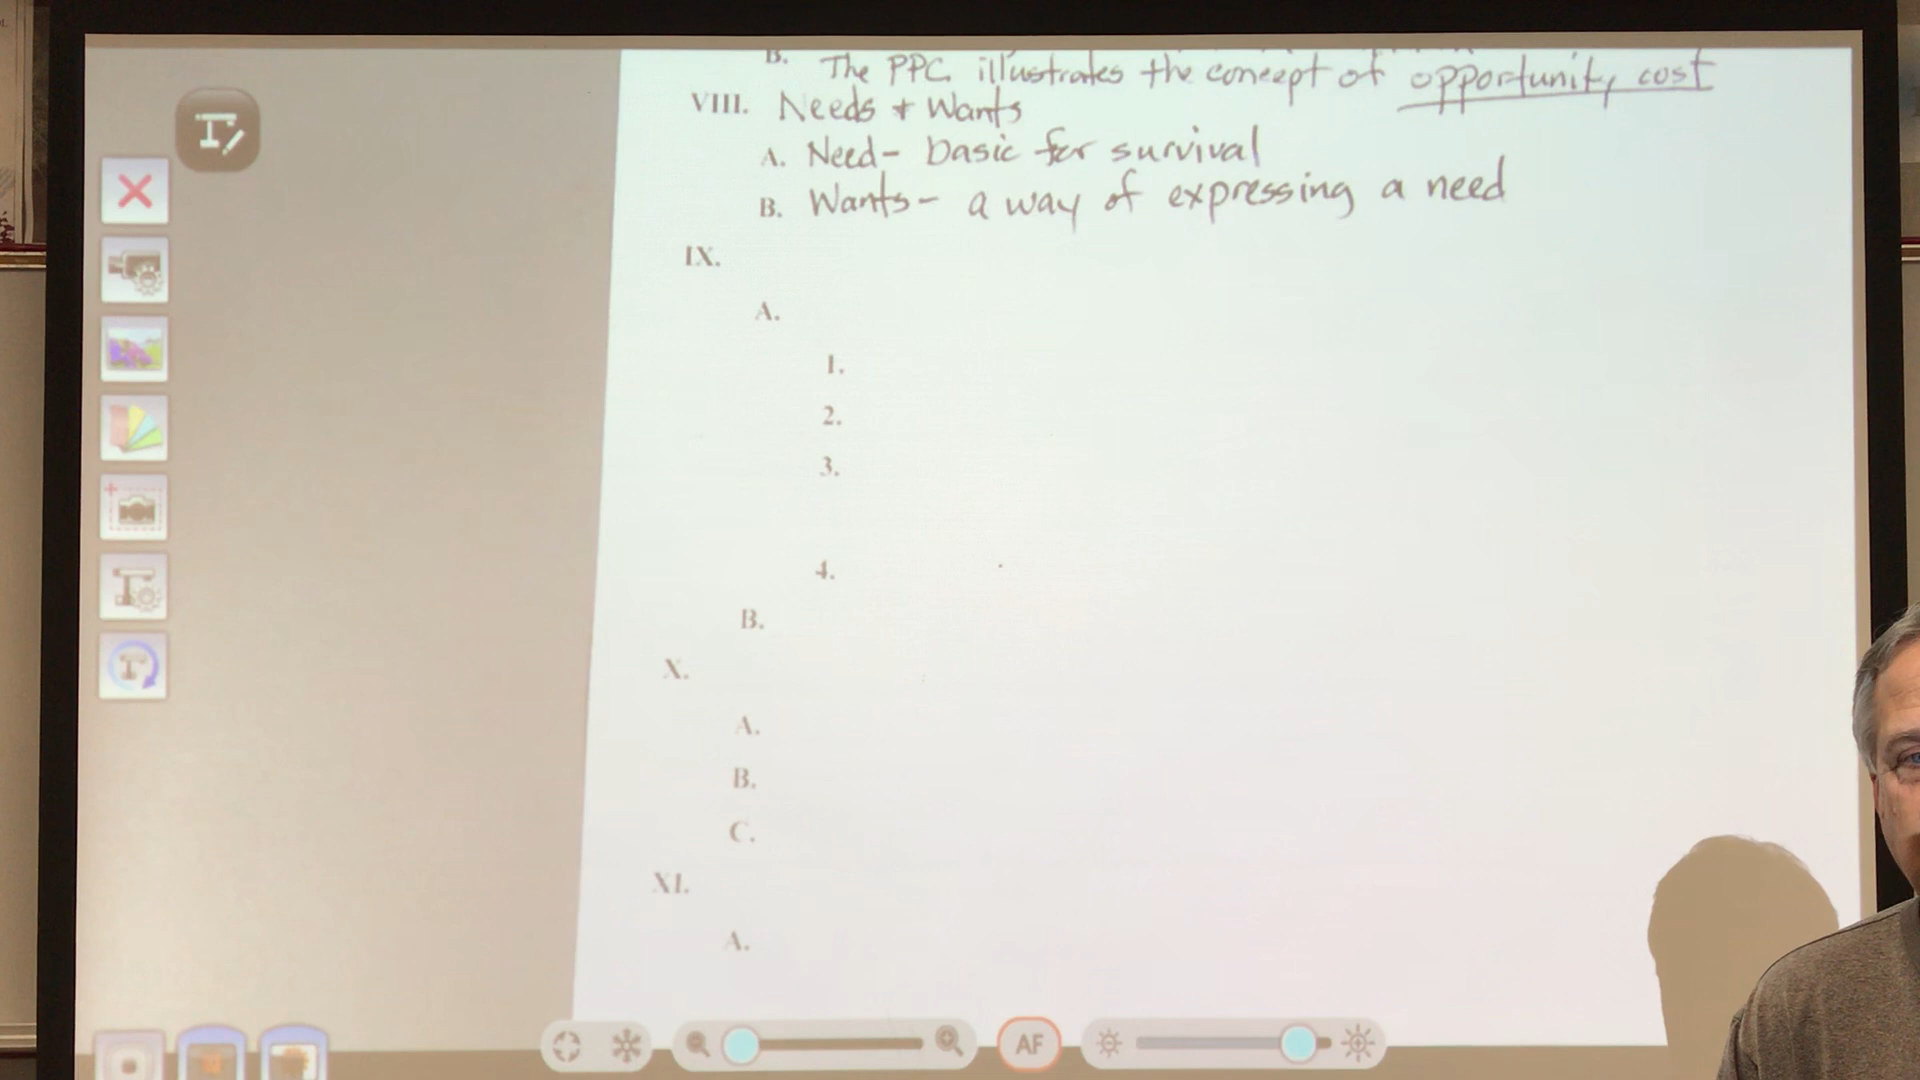 B. The PPC illustrates the concept of opportunity cost
VIII. Needs + Wants
A. Need- basic for survival
B. Wants- a way of expressing a need
IX.
A.
1.
2.
3.
4.
B.
X.
A.
B.
C.
XI.
A.
AF